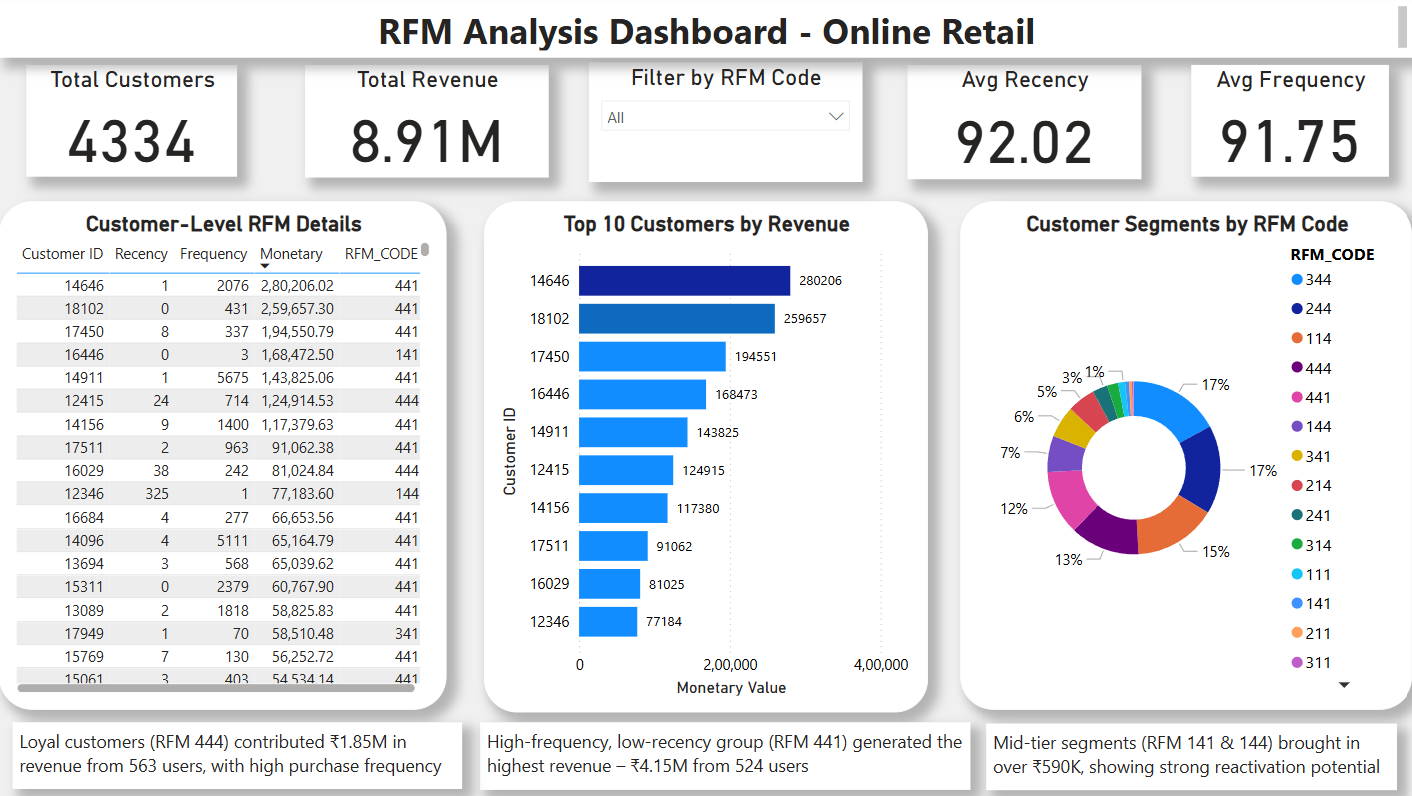 RFM Analysis Dashboard - Online Retail
Total Customers
4334
Total Revenue
8.91M
Filter by RFM Code
All
Avg Recency
92.02
Avg Frequency
91.75
Customer-Level RFM Details
Customer ID Recency Frequency Monetary RFM_CODE
14646 1 2076 2,80,206.02 441
18102 0 431 2,59,657.30 441
17450 8 337 1,94,550.79 441
16446 0 3 1,68,472.50 141
14911 1 5675 1,43,825.06 441
12415 24 714 1,24,914.53 444
14156 9 1400 1,17,379.63 441
17511 2 963 91,062.38 441
16029 38 242 81,024.84 444
12346 325 1 77,183.60 144
16684 4 277 66,653.56 441
14096 4 5111 65,164.79 441
13694 3 568 65,039.62 441
15311 0 2379 60,767.90 441
13089 2 1818 58,825.83 441
17949 1 70 58,510.48 341
15769 7 130 56,252.72 441
15061 3 403 54,534.14 441
Top 10 Customers by Revenue
Customer ID
14646 280206
18102 259657
17450 194551
16446 168473
14911 143825
12415 124915
14156 117380
17511 91062
16029 81025
12346 77184
0 2,00,000 4,00,000
Monetary Value
Customer Segments by RFM Code
17%
17%
15%
13%
12%
7%
6%
5%
3%
1%
RFM_CODE
344
244
114
444
441
144
341
214
241
314
111
141
211
311
Loyal customers (RFM 444) contributed ₹1.85M in
revenue from 563 users, with high purchase frequency
High-frequency, low-recency group (RFM 441) generated the
highest revenue – ₹4.15M from 524 users
Mid-tier segments (RFM 141 & 144) brought in
over ₹590K, showing strong reactivation potential